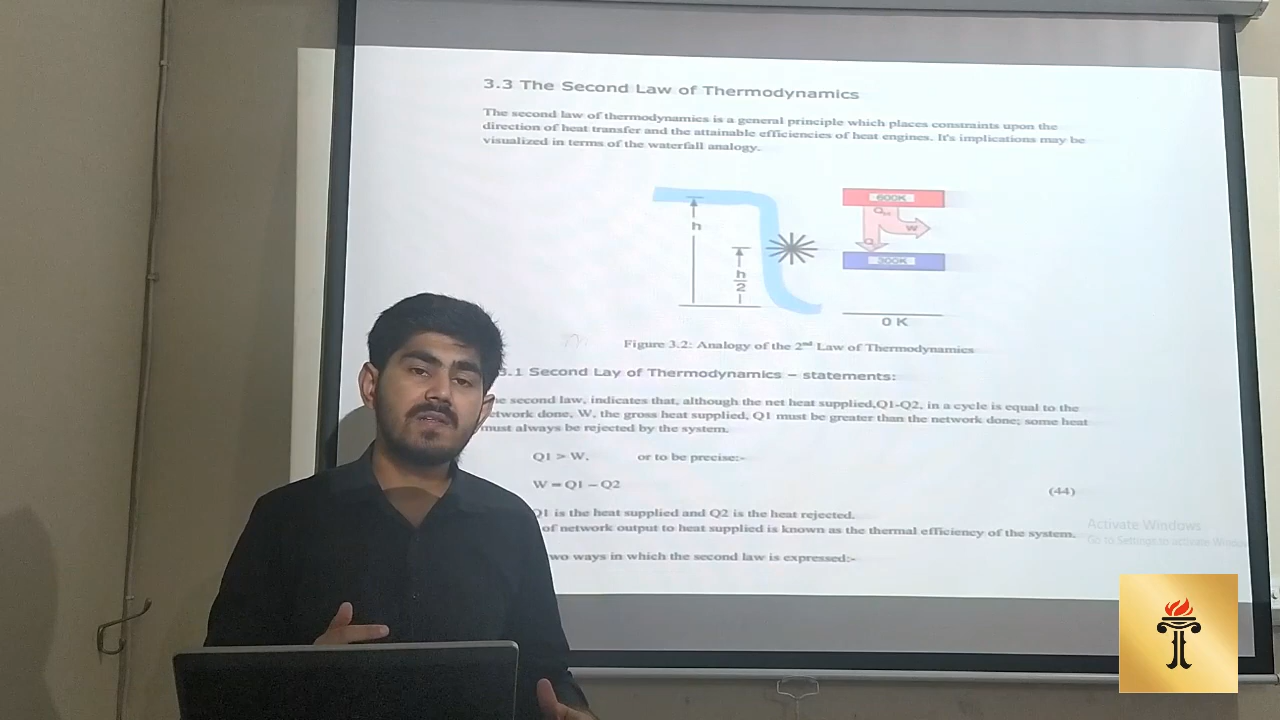 3.3 The Second Law of Thermodynamics
The second law of thermodynamics is a general principle which places constraints upon the
direction of heat transfer and the attainable efficiencies of heat engines. It's implications may be
visualized in terms of the waterfall analogy.
600K
h
W
h
2
300K
0 K
Figure 3.2: Analogy of the 2nd Law of Thermodynamics
3.1 Second Lay of Thermodynamics – statements:
second law, indicates that, although the net heat supplied,Q1-Q2, in a cycle is equal to the
etwork done, W, the gross heat supplied, Q1 must be greater than the network done; some heat
must always be rejected by the system.
Q1 > W. or to be precise:-
W = Q1 – Q2
(44)
Q1 is the heat supplied and Q2 is the heat rejected.
of network output to heat supplied is known as the thermal efficiency of the system.
wo ways in which the second law is expressed:-
Activate Windows
Go to Settings to activate Windows